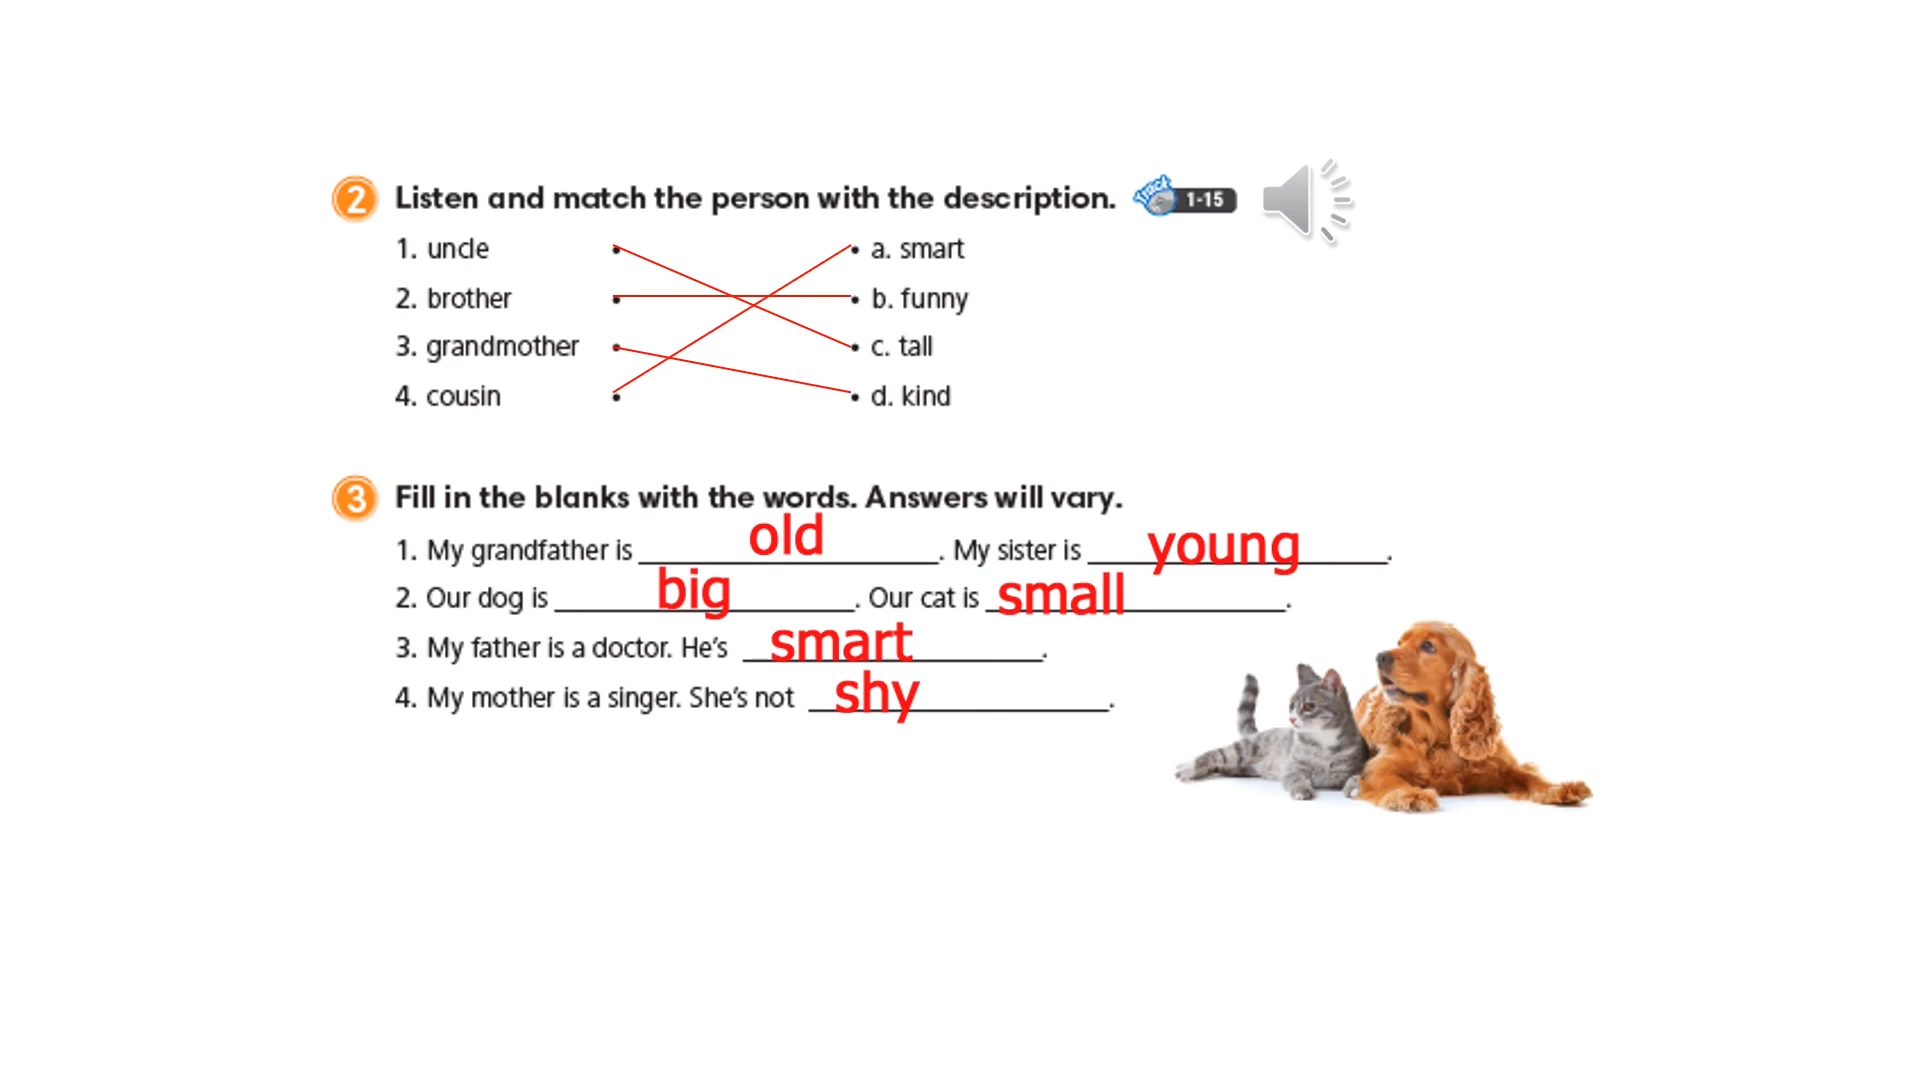 2 Listen and match the person with the description. Track 1-15
1. uncle • • a. smart
2. brother • • b. funny
3. grandmother • • c. tall
4. cousin • • d. kind
3 Fill in the blanks with the words. Answers will vary.
1. My grandfather is old. My sister is young.
2. Our dog is big. Our cat is small.
3. My father is a doctor. He's smart.
4. My mother is a singer. She's not shy.